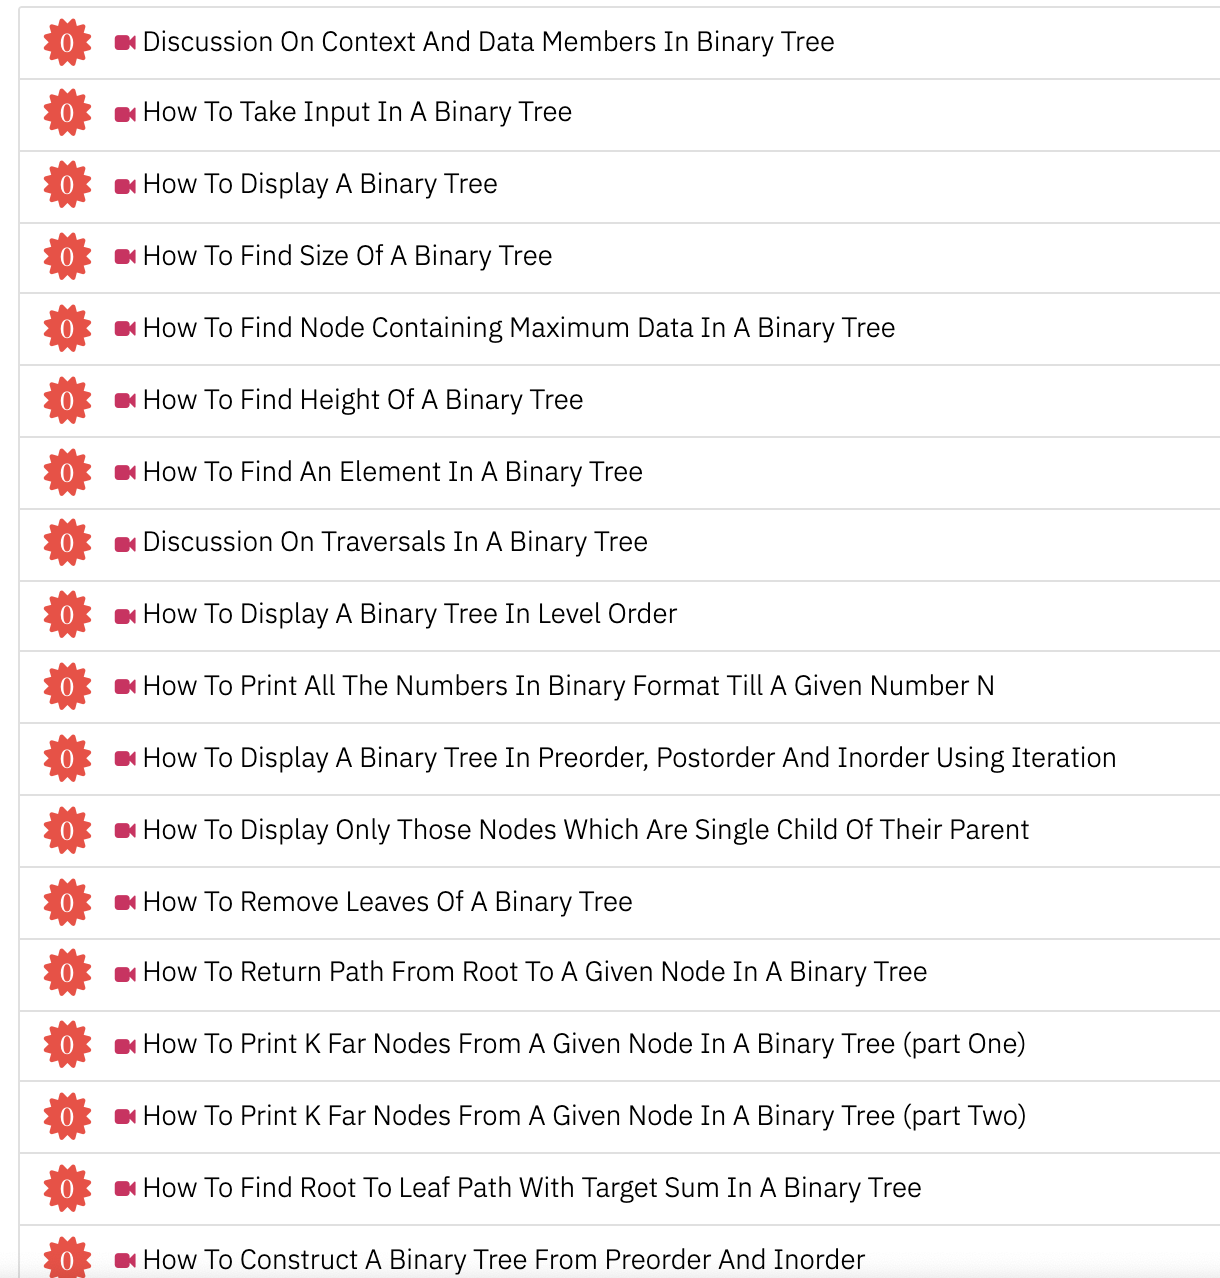 0 Discussion On Context And Data Members In Binary Tree
0 How To Take Input In A Binary Tree
0 How To Display A Binary Tree
0 How To Find Size Of A Binary Tree
0 How To Find Node Containing Maximum Data In A Binary Tree
0 How To Find Height Of A Binary Tree
0 How To Find An Element In A Binary Tree
0 Discussion On Traversals In A Binary Tree
0 How To Display A Binary Tree In Level Order
0 How To Print All The Numbers In Binary Format Till A Given Number N
0 How To Display A Binary Tree In Preorder, Postorder And Inorder Using Iteration
0 How To Display Only Those Nodes Which Are Single Child Of Their Parent
0 How To Remove Leaves Of A Binary Tree
0 How To Return Path From Root To A Given Node In A Binary Tree
0 How To Print K Far Nodes From A Given Node In A Binary Tree (part One)
0 How To Print K Far Nodes From A Given Node In A Binary Tree (part Two)
0 How To Find Root To Leaf Path With Target Sum In A Binary Tree
0 How To Construct A Binary Tree From Preorder And Inorder